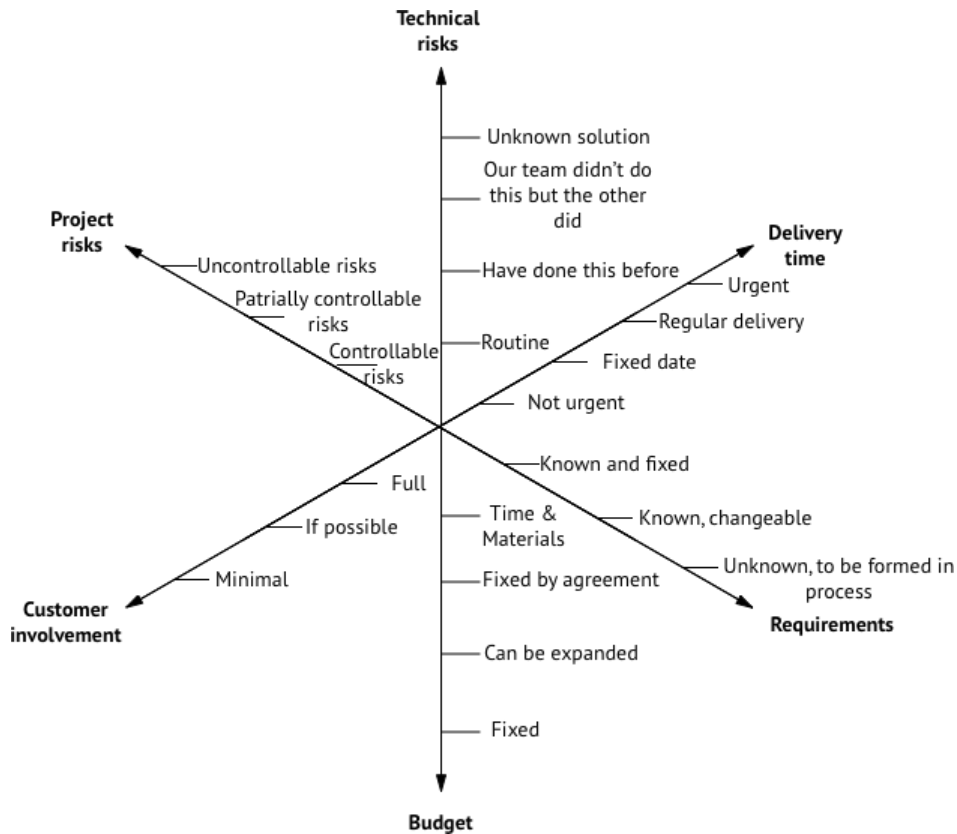 Technical
risks
Unknown solution
Our team didn't do
this but the other
did
Have done this before
Routine
Project
risks
Uncontrollable risks
Patrially controllable
risks
Controllable
risks
Delivery
time
Urgent
Regular delivery
Fixed date
Not urgent
Known and fixed
Known, changeable
Unknown, to be formed in
process
Requirements
Full
If possible
Minimal
Customer
involvement
Time &
Materials
Fixed by agreement
Can be expanded
Fixed
Budget